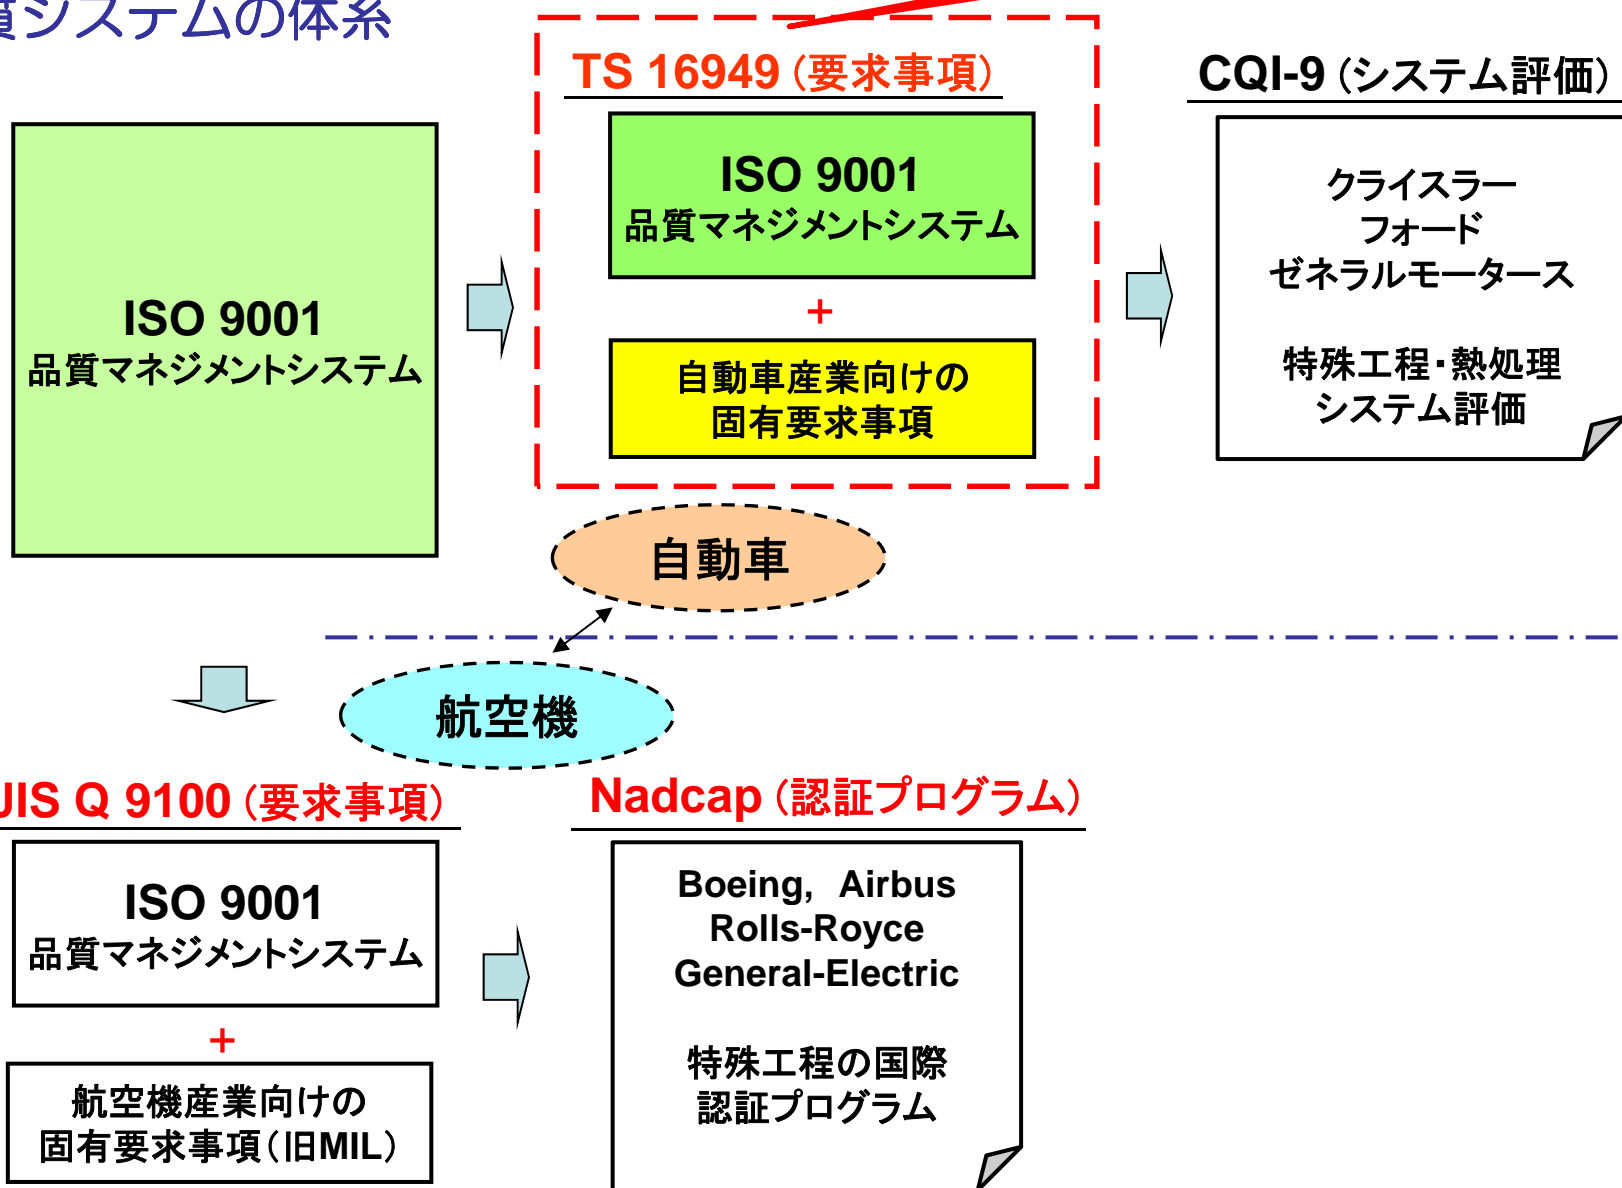 質システムの体系
TS 16949（要求事項）
CQI-9（システム評価）
ISO 9001
品質マネジメントシステム
ISO 9001
品質マネジメントシステム
+
自動車産業向けの
固有要求事項
クライスラー
フォード
ゼネラルモータース
特殊工程・熱処理
システム評価
自動車
航空機
JIS Q 9100（要求事項）
Nadcap（認証プログラム）
ISO 9001
品質マネジメントシステム
+
航空機産業向けの
固有要求事項（旧MIL）
Boeing, Airbus
Rolls-Royce
General-Electric
特殊工程の国際
認証プログラム